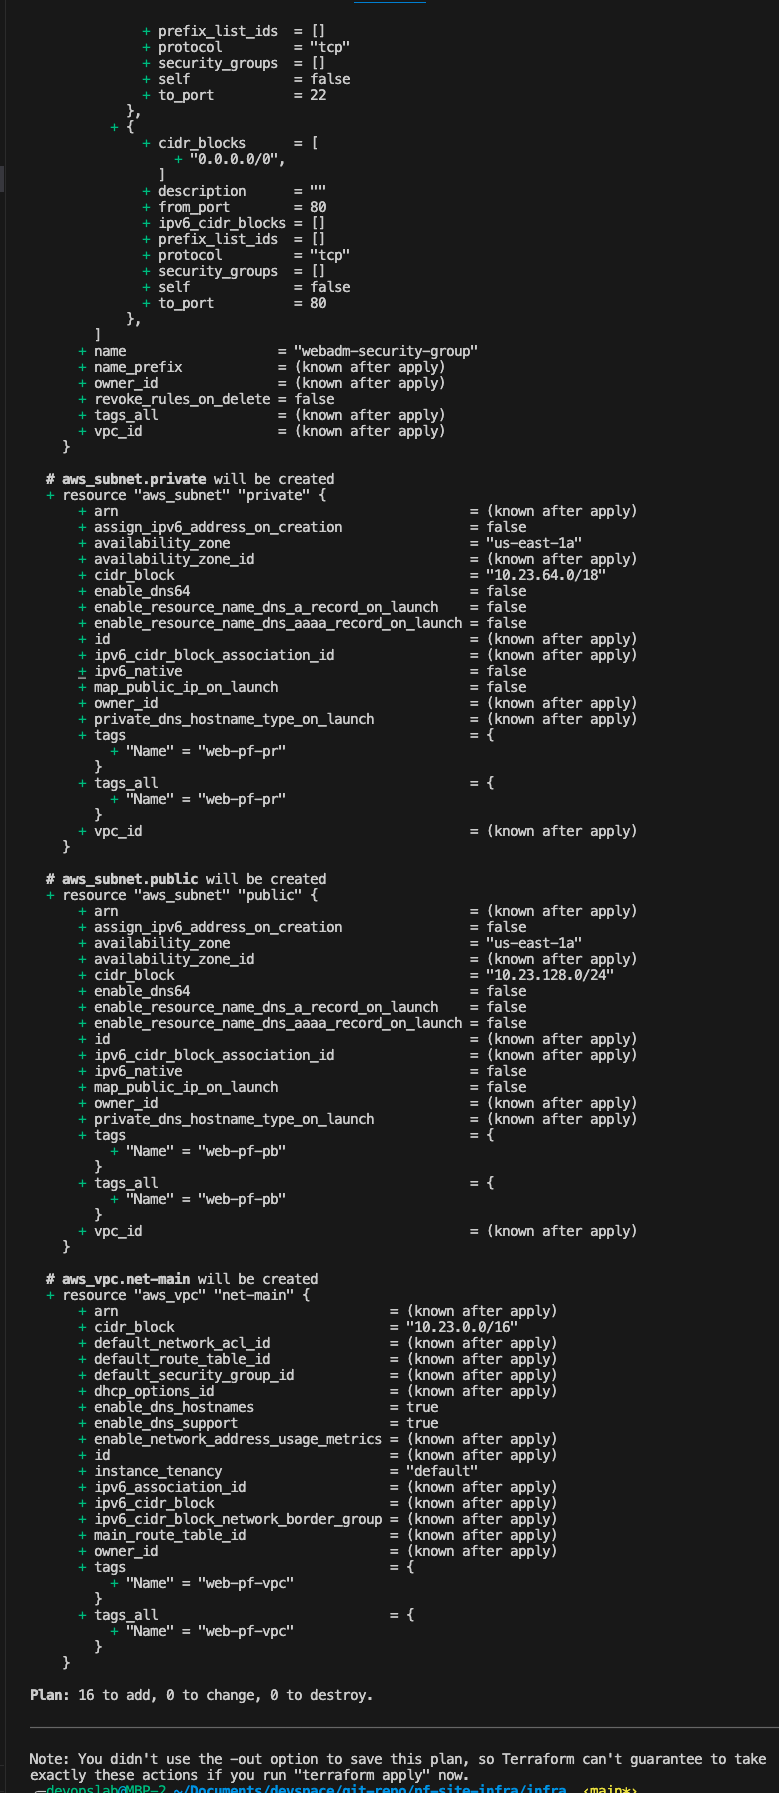 + prefix_list_ids  = []
+ protocol         = "tcp"
+ security_groups  = []
+ self             = false
+ to_port          = 22
},
+ {
+ cidr_blocks      = [
+ "0.0.0.0/0",
]
+ description      = ""
+ from_port        = 80
+ ipv6_cidr_blocks = []
+ prefix_list_ids  = []
+ protocol         = "tcp"
+ security_groups  = []
+ self             = false
+ to_port          = 80
},
]
+ name                   = "webadm-security-group"
+ name_prefix            = (known after apply)
+ owner_id               = (known after apply)
+ revoke_rules_on_delete = false
+ tags_all               = (known after apply)
+ vpc_id                 = (known after apply)
}
# aws_subnet.private will be created
+ resource "aws_subnet" "private" {
+ arn                                            = (known after apply)
+ assign_ipv6_address_on_creation                = false
+ availability_zone                              = "us-east-1a"
+ availability_zone_id                           = (known after apply)
+ cidr_block                                     = "10.23.64.0/18"
+ enable_dns64                                   = false
+ enable_resource_name_dns_a_record_on_launch    = false
+ enable_resource_name_dns_aaaa_record_on_launch = false
+ id                                             = (known after apply)
+ ipv6_cidr_block_association_id                 = (known after apply)
+ ipv6_native                                    = false
+ map_public_ip_on_launch                        = false
+ owner_id                                       = (known after apply)
+ private_dns_hostname_type_on_launch            = (known after apply)
+ tags                                           = {
+ "Name" = "web-pf-pr"
}
+ tags_all                                       = {
+ "Name" = "web-pf-pr"
}
+ vpc_id                                         = (known after apply)
}
# aws_subnet.public will be created
+ resource "aws_subnet" "public" {
+ arn                                            = (known after apply)
+ assign_ipv6_address_on_creation                = false
+ availability_zone                              = "us-east-1a"
+ availability_zone_id                           = (known after apply)
+ cidr_block                                     = "10.23.128.0/24"
+ enable_dns64                                   = false
+ enable_resource_name_dns_a_record_on_launch    = false
+ enable_resource_name_dns_aaaa_record_on_launch = false
+ id                                             = (known after apply)
+ ipv6_cidr_block_association_id                 = (known after apply)
+ ipv6_native                                    = false
+ map_public_ip_on_launch                        = false
+ owner_id                                       = (known after apply)
+ private_dns_hostname_type_on_launch            = (known after apply)
+ tags                                           = {
+ "Name" = "web-pf-pb"
}
+ tags_all                                       = {
+ "Name" = "web-pf-pb"
}
+ vpc_id                                         = (known after apply)
}
# aws_vpc.net-main will be created
+ resource "aws_vpc" "net-main" {
+ arn                                  = (known after apply)
+ cidr_block                           = "10.23.0.0/16"
+ default_network_acl_id               = (known after apply)
+ default_route_table_id               = (known after apply)
+ default_security_group_id            = (known after apply)
+ dhcp_options_id                      = (known after apply)
+ enable_dns_hostnames                 = true
+ enable_dns_support                   = true
+ enable_network_address_usage_metrics = (known after apply)
+ id                                   = (known after apply)
+ instance_tenancy                     = "default"
+ ipv6_association_id                  = (known after apply)
+ ipv6_cidr_block                      = (known after apply)
+ ipv6_cidr_block_network_border_group = (known after apply)
+ main_route_table_id                  = (known after apply)
+ owner_id                             = (known after apply)
+ tags                                 = {
+ "Name" = "web-pf-vpc"
}
+ tags_all                             = {
+ "Name" = "web-pf-vpc"
}
}
Plan: 16 to add, 0 to change, 0 to destroy.
Note: You didn't use the -out option to save this plan, so Terraform can't guarantee to take
exactly these actions if you run "terraform apply" now.
devopslab@MBP-2 ~/Documents/devspace/git-repo/pf-site-infra/infra ‹main*›